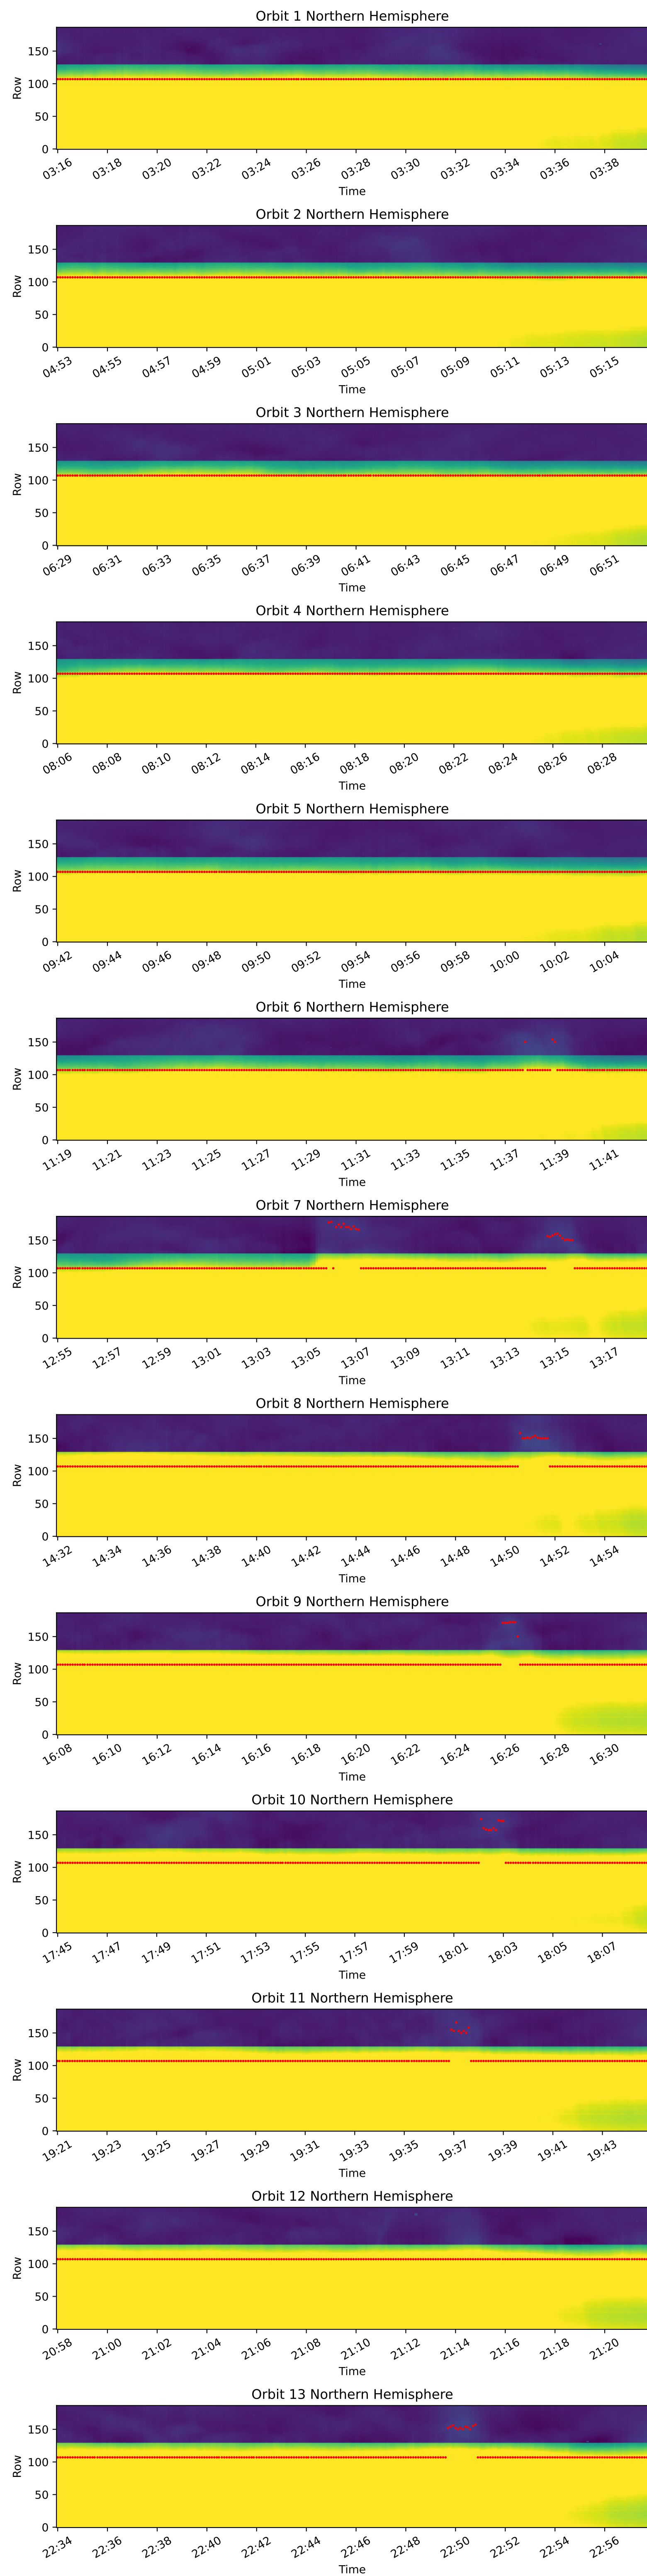 Orbit 1 Northern Hemisphere
150
100
50
0
Row
03:16 03:18 03:20 03:22 03:24 03:26 03:28 03:30 03:32 03:34 03:36 03:38
Time
Orbit 2 Northern Hemisphere
150
100
50
0
Row
04:53 04:55 04:57 04:59 05:01 05:03 05:05 05:07 05:09 05:11 05:13 05:15
Time
Orbit 3 Northern Hemisphere
150
100
50
0
Row
06:29 06:31 06:33 06:35 06:37 06:39 06:41 06:43 06:45 06:47 06:49 06:51
Time
Orbit 4 Northern Hemisphere
150
100
50
0
Row
08:06 08:08 08:10 08:12 08:14 08:16 08:18 08:20 08:22 08:24 08:26 08:28
Time
Orbit 5 Northern Hemisphere
150
100
50
0
Row
09:42 09:44 09:46 09:48 09:50 09:52 09:54 09:56 09:58 10:00 10:02 10:04
Time
Orbit 6 Northern Hemisphere
150
100
50
0
Row
11:19 11:21 11:23 11:25 11:27 11:29 11:31 11:33 11:35 11:37 11:39 11:41
Time
Orbit 7 Northern Hemisphere
150
100
50
0
Row
12:55 12:57 12:59 13:01 13:03 13:05 13:07 13:09 13:11 13:13 13:15 13:17
Time
Orbit 8 Northern Hemisphere
150
100
50
0
Row
14:32 14:34 14:36 14:38 14:40 14:42 14:44 14:46 14:48 14:50 14:52 14:54
Time
Orbit 9 Northern Hemisphere
150
100
50
0
Row
16:08 16:10 16:12 16:14 16:16 16:18 16:20 16:22 16:24 16:26 16:28 16:30
Time
Orbit 10 Northern Hemisphere
150
100
50
0
Row
17:45 17:47 17:49 17:51 17:53 17:55 17:57 17:59 18:01 18:03 18:05 18:07
Time
Orbit 11 Northern Hemisphere
150
100
50
0
Row
19:21 19:23 19:25 19:27 19:29 19:31 19:33 19:35 19:37 19:39 19:41 19:43
Time
Orbit 12 Northern Hemisphere
150
100
50
0
Row
20:58 21:00 21:02 21:04 21:06 21:08 21:10 21:12 21:14 21:16 21:18 21:20
Time
Orbit 13 Northern Hemisphere
150
100
50
0
Row
22:34 22:36 22:38 22:40 22:42 22:44 22:46 22:48 22:50 22:52 22:54 22:56
Time